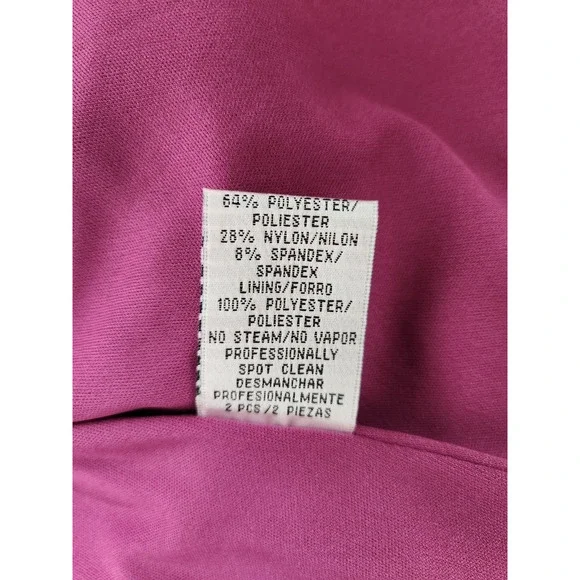 64% POLYESTER/
POLIESTER
28% NYLON/NILON
8% SPANDEX/
SPANDEX
LINING/FORRO
100% POLYESTER/
POLIESTER
NO STEAM/NO VAPOR
PROFESSIONALLY
SPOT CLEAN
DESMANCHAR
PROFESIONALMENTE
2 PCS/2 PIEZAS